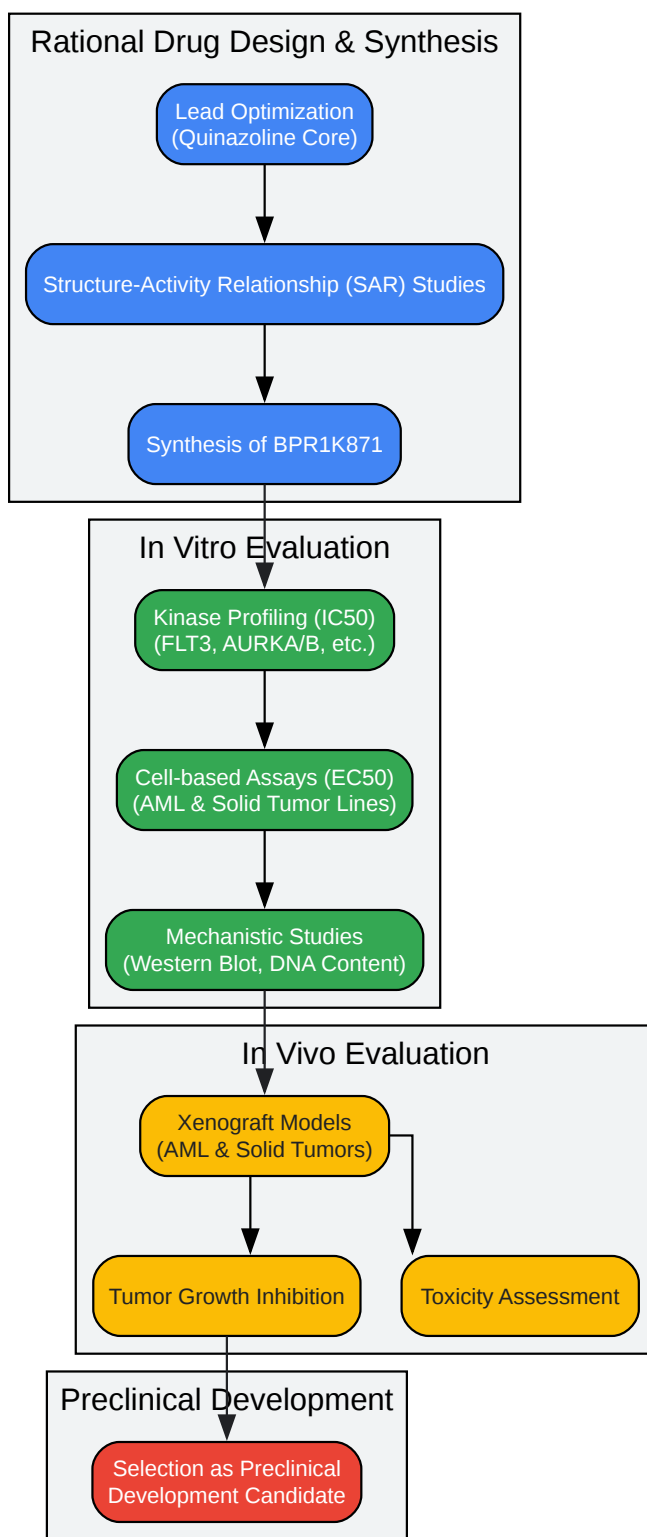 Rational Drug Design & Synthesis
Lead Optimization
(Quinazoline Core)
Structure-Activity Relationship (SAR) Studies
Synthesis of BPR1K871
In Vitro Evaluation
Kinase Profiling (IC50)
(FLT3, AURKA/B, etc.)
Cell-based Assays (EC50)
(AML & Solid Tumor Lines)
Mechanistic Studies
(Western Blot, DNA Content)
In Vivo Evaluation
Xenograft Models
(AML & Solid Tumors)
Tumor Growth Inhibition
Toxicity Assessment
Preclinical Development
Selection as Preclinical
Development Candidate